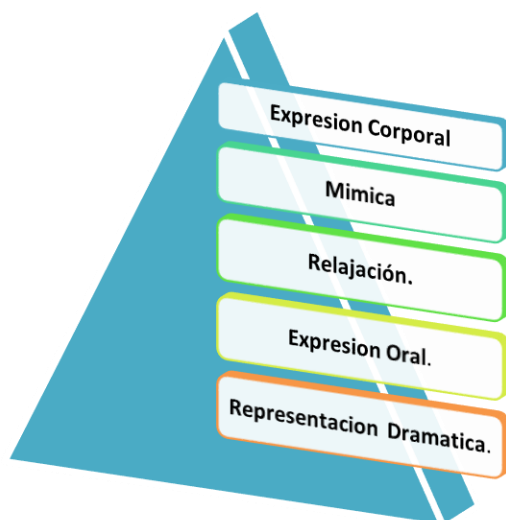 Expresion Corporal
Mimica
Relajación.
Expresion Oral.
Representacion Dramatica.